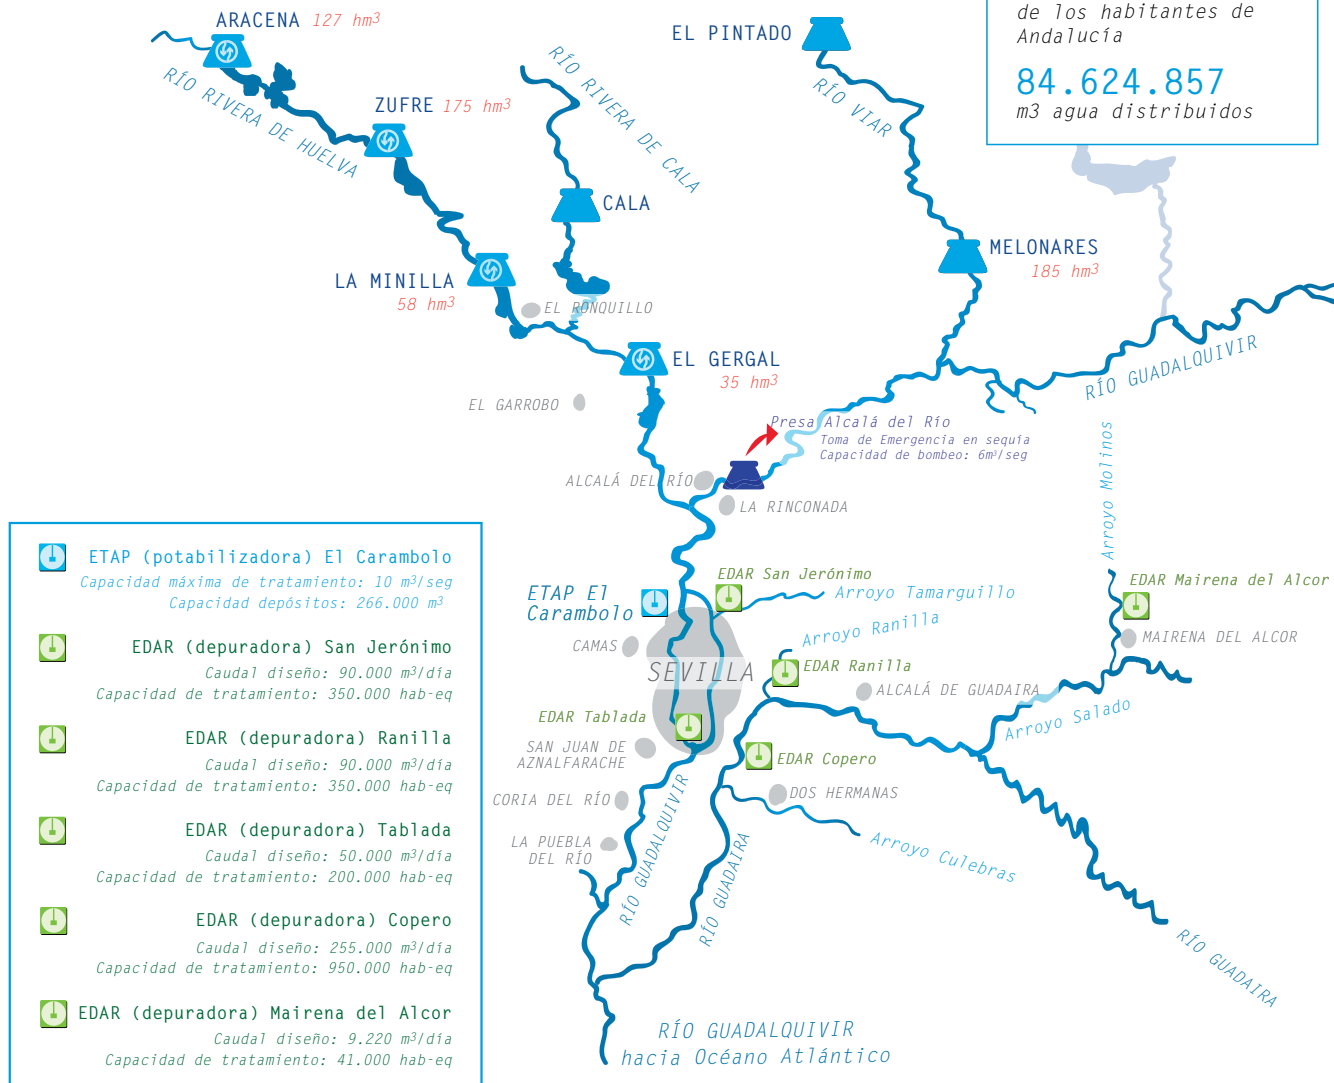 ARACENA 127 hm3
RÍO RIVERA DE HUELVA
ZUFRE 175 hm3
RÍO RIVERA DE CALA
CALA
LA MINILLA
58 hm3
EL RONQUILLO
EL GERGAL
35 hm3
EL GARROBO
EL PINTADO
RÍO VIAR
MELONARES
185 hm3
de los habitantes de
Andalucía
84.624.857
m3 agua distribuidos
RÍO GUADALQUIVIR
Presa Alcalá del Río
Toma de Emergencia en sequía
Capacidad de bombeo: 6m3/seg
ALCALÁ DEL RÍO
LA RINCONADA
Arroyo Molinos
ETAP El
Carambolo
EDAR San Jerónimo
Arroyo Tamarguillo
EDAR Mairena del Alcor
MAIRENA DEL ALCOR
CAMAS
SEVILLA
Arroyo Ranilla
EDAR Ranilla
ALCALÁ DE GUADAIRA
Arroyo Salado
EDAR Tablada
SAN JUAN DE
AZNALFARACHE
EDAR Copero
CORIA DEL RÍO
DOS HERMANAS
LA PUEBLA
DEL RÍO
RÍO GUADALQUIVIR
RÍO GUADAIRA
Arroyo Culebras
RÍO GUADAIRA
RÍO GUADALQUIVIR
hacia Océano Atlántico
ETAP (potabilizadora) El Carambolo
Capacidad máxima de tratamiento: 10 m3/seg
Capacidad depósitos: 266.000 m3
EDAR (depuradora) San Jerónimo
Caudal diseño: 90.000 m3/día
Capacidad de tratamiento: 350.000 hab-eq
EDAR (depuradora) Ranilla
Caudal diseño: 90.000 m3/día
Capacidad de tratamiento: 350.000 hab-eq
EDAR (depuradora) Tablada
Caudal diseño: 50.000 m3/día
Capacidad de tratamiento: 200.000 hab-eq
EDAR (depuradora) Copero
Caudal diseño: 255.000 m3/día
Capacidad de tratamiento: 950.000 hab-eq
EDAR (depuradora) Mairena del Alcor
Caudal diseño: 9.220 m3/día
Capacidad de tratamiento: 41.000 hab-eq